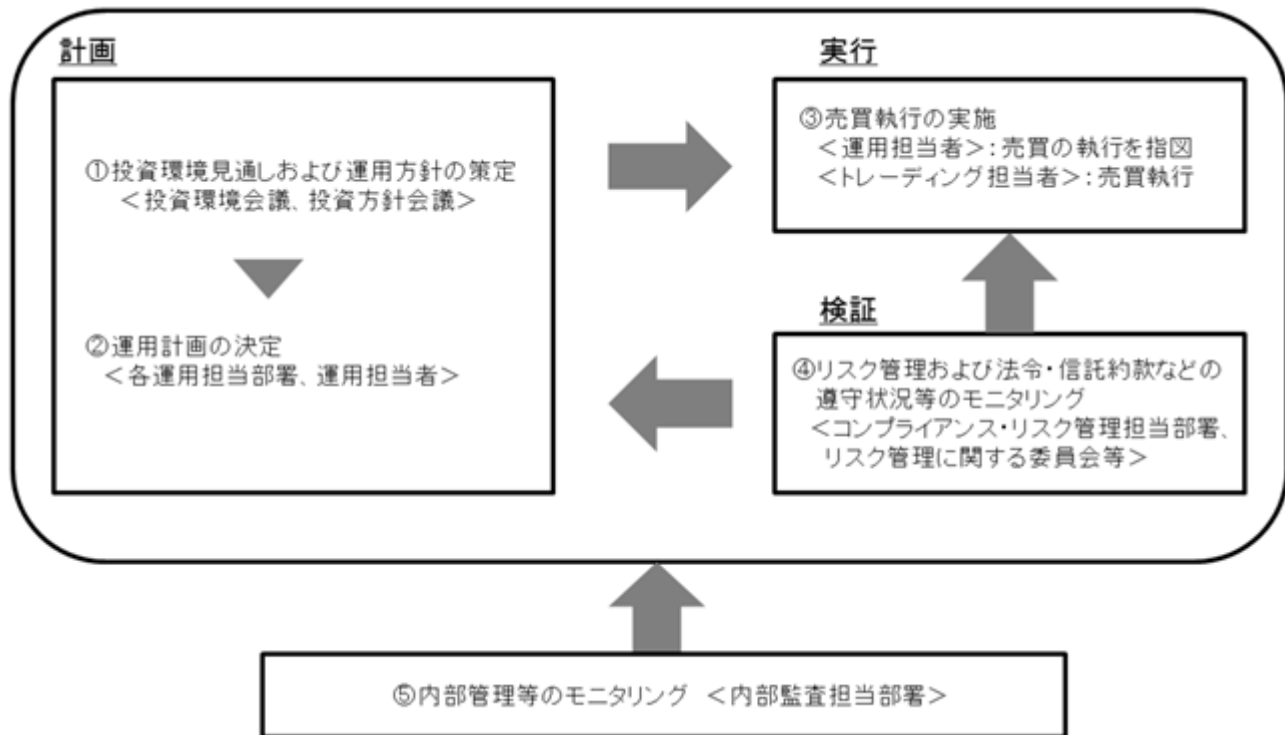 計画
①投資環境見通しおよび運用方針の策定
＜投資環境会議、投資方針会議＞
②運用計画の決定
＜各運用担当部署、運用担当者＞
実行
③売買執行の実施
＜運用担当者＞：売買の執行を指図
＜トレーディング担当者＞：売買執行
検証
④リスク管理および法令・信託約款などの
遵守状況等のモニタリング
＜コンプライアンス・リスク管理担当部署、
リスク管理に関する委員会等＞
⑤内部管理等のモニタリング ＜内部監査担当部署＞